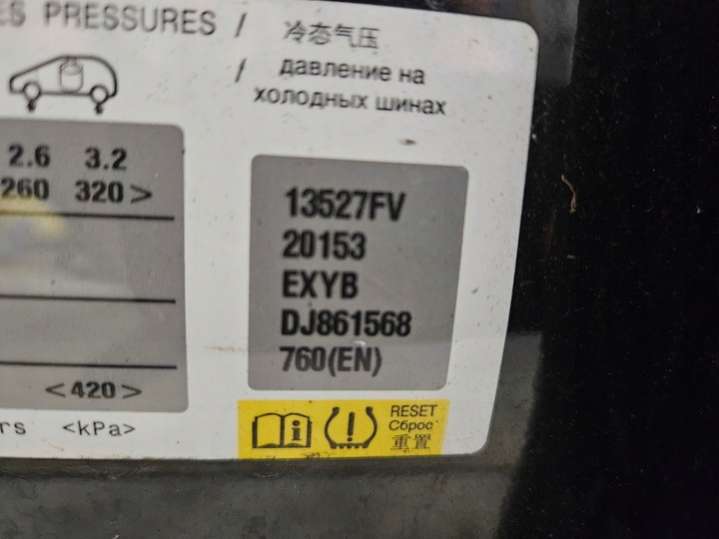 ES PRESSURES / 冷态气压
/ давление на
холодных шинах
2.6 3.2
260 320>
13527FV
20153
EXYB
DJ861568
760(EN)
<420>
rs <kPa>
RESET
Сброс
重置